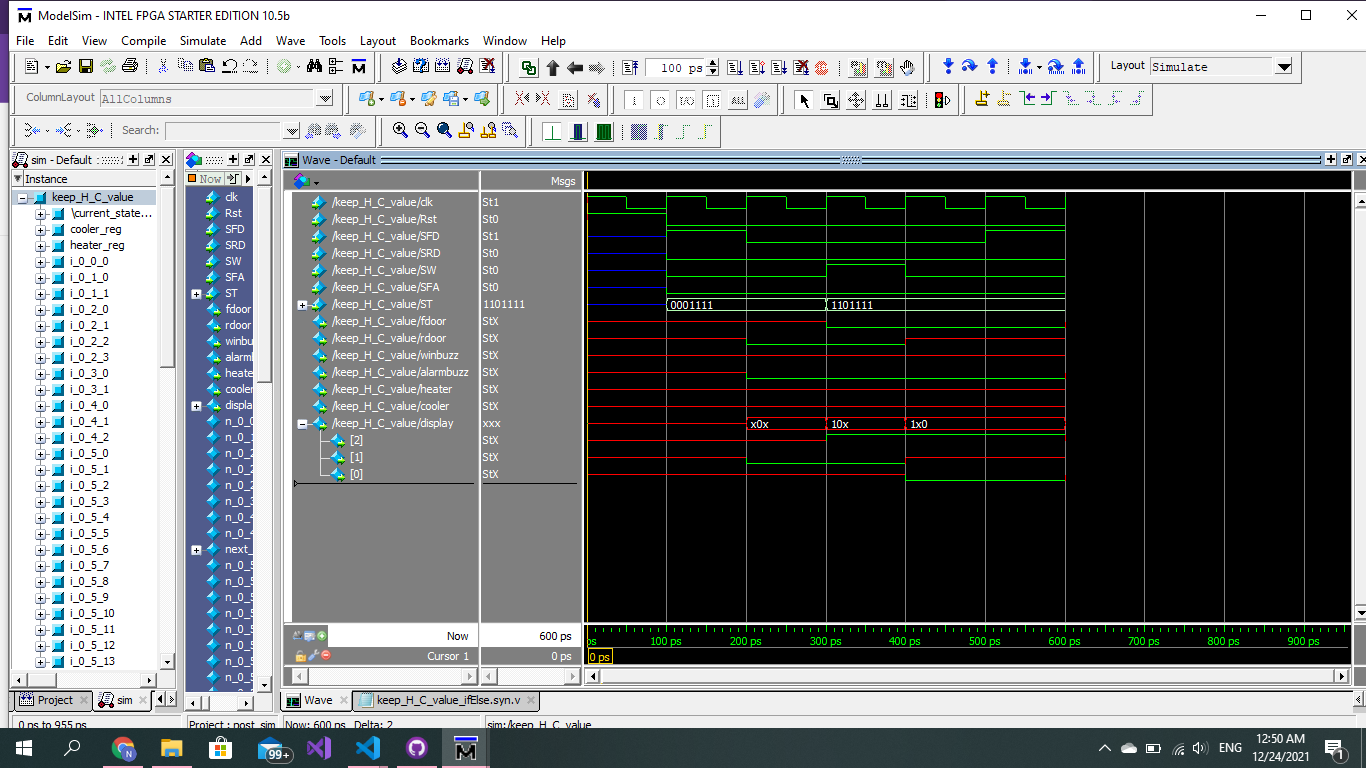 ModelSim - INTEL FPGA STARTER EDITION 10.5b
File Edit View Compile Simulate Add Wave Tools Layout Bookmarks Window Help
100 ps
Layout Simulate
ColumnLayout AllColumns
Search:
sim - Default
Now
Wave - Default
Instance
Msgs
keep_H_C_value
\current_state...
cooler_reg
heater_reg
i_0_0_0
i_0_1_0
i_0_1_1
i_0_2_0
i_0_2_1
i_0_2_2
i_0_2_3
i_0_3_0
i_0_3_1
i_0_4_0
i_0_4_1
i_0_4_2
i_0_5_0
i_0_5_1
i_0_5_2
i_0_5_3
i_0_5_4
i_0_5_5
i_0_5_6
i_0_5_7
i_0_5_8
i_0_5_9
i_0_5_10
i_0_5_11
i_0_5_12
i_0_5_13
clk
Rst
SFD
SRD
SW
SFA
ST
fdoor
rdoor
winbu
alarm
heate
cooler
displa
n_0_0
n_0_1
n_0_2
n_0_2
n_0_2
n_0_3
n_0_4
n_0_4
next_
n_0_5
n_0_5
n_0_5
n_0_5
n_0_5
n_0_5
n_0_5
n_0_5
/keep_H_C_value/clk St1
/keep_H_C_value/Rst St0
/keep_H_C_value/SFD St1
/keep_H_C_value/SRD St0
/keep_H_C_value/SW St0
/keep_H_C_value/SFA St0
/keep_H_C_value/ST 1101111 0001111 1101111
/keep_H_C_value/fdoor StX
/keep_H_C_value/rdoor StX
/keep_H_C_value/winbuzz StX
/keep_H_C_value/alarmbuzz StX
/keep_H_C_value/heater StX
/keep_H_C_value/cooler StX
/keep_H_C_value/display xxx x0x 10x 1x0
[2] StX
[1] StX
[0] StX
Now 600 ps
ps 100 ps 200 ps 300 ps 400 ps 500 ps 600 ps 700 ps 800 ps 900 ps
Cursor 1 0 ps 0 ps
Project sim Wave keep_H_C_value_ifElse.syn.v
0 ps to 955 ps Project : post_sim Now: 600 ps Delta: 2 sim:/keep_H_C_value
N 99+ ENG 12:50 AM
12/24/2021 1